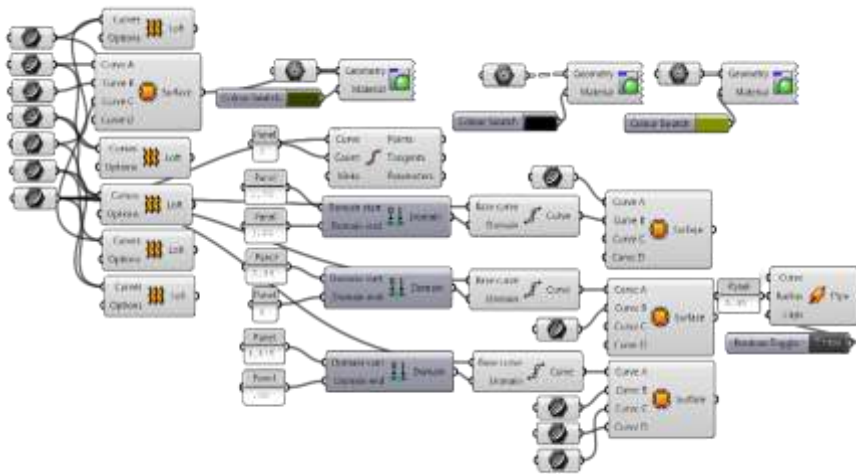 Curves Loft
Options
Curve A
Curve B Surface
Curve C
Curve D
Geometry
Material
Colour Swatch
Geometry
Material
Colour Swatch
Geometry
Material
Colour Swatch
Panel
Curve Points
Count Tangents
Kinks Parameters
Curves Loft
Options
Curves Loft
Options
Curves Loft
Options
Curves Loft
Options
Panel
Panel
Domain start Domain
Domain end
Base curve Curve
Domain
Curve A
Curve B Surface
Curve C
Curve D
Panel
Panel
Domain start Domain
Domain end
Base curve Curve
Domain
Curve A
Curve B Surface
Curve C
Curve D
Panel
Curve
Radius Pipe
Caps
Boolean Toggle
Panel
Panel
Domain start Domain
Domain end
Base curve Curve
Domain
Curve A
Curve B Surface
Curve C
Curve D